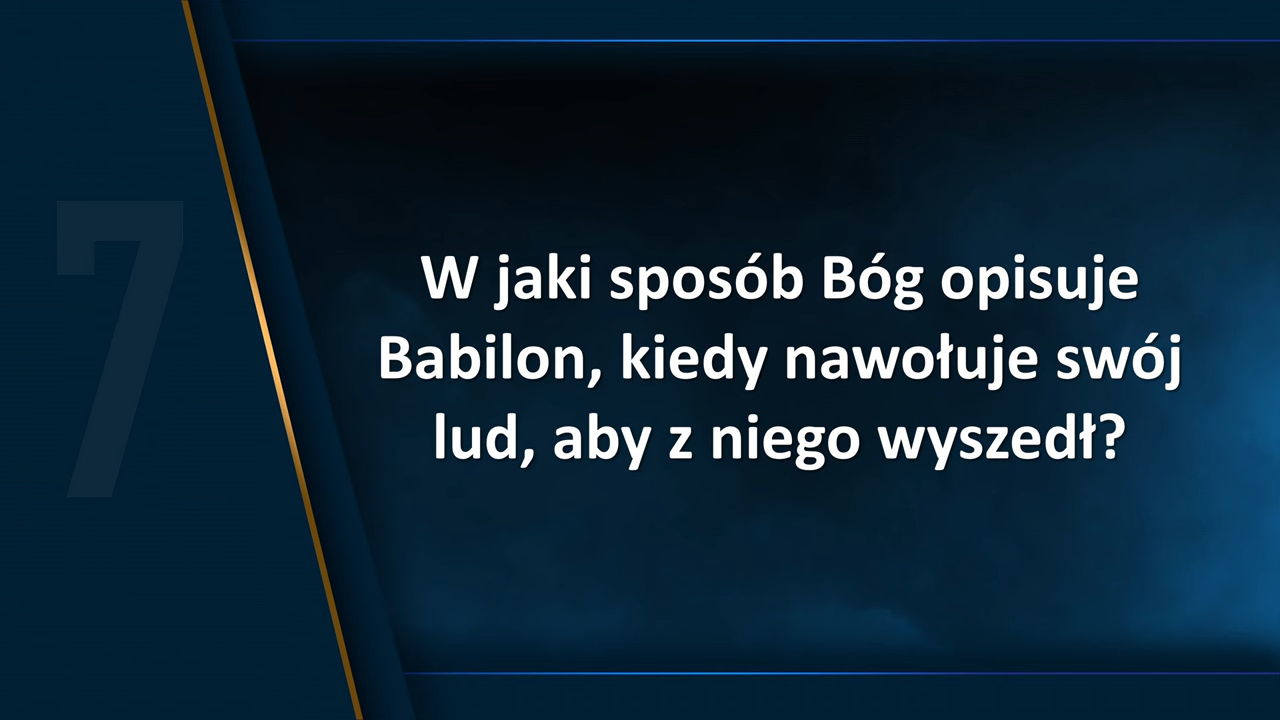 7
W jaki sposób Bóg opisuje
Babilon, kiedy nawołuje swój
lud, aby z niego wyszedł?